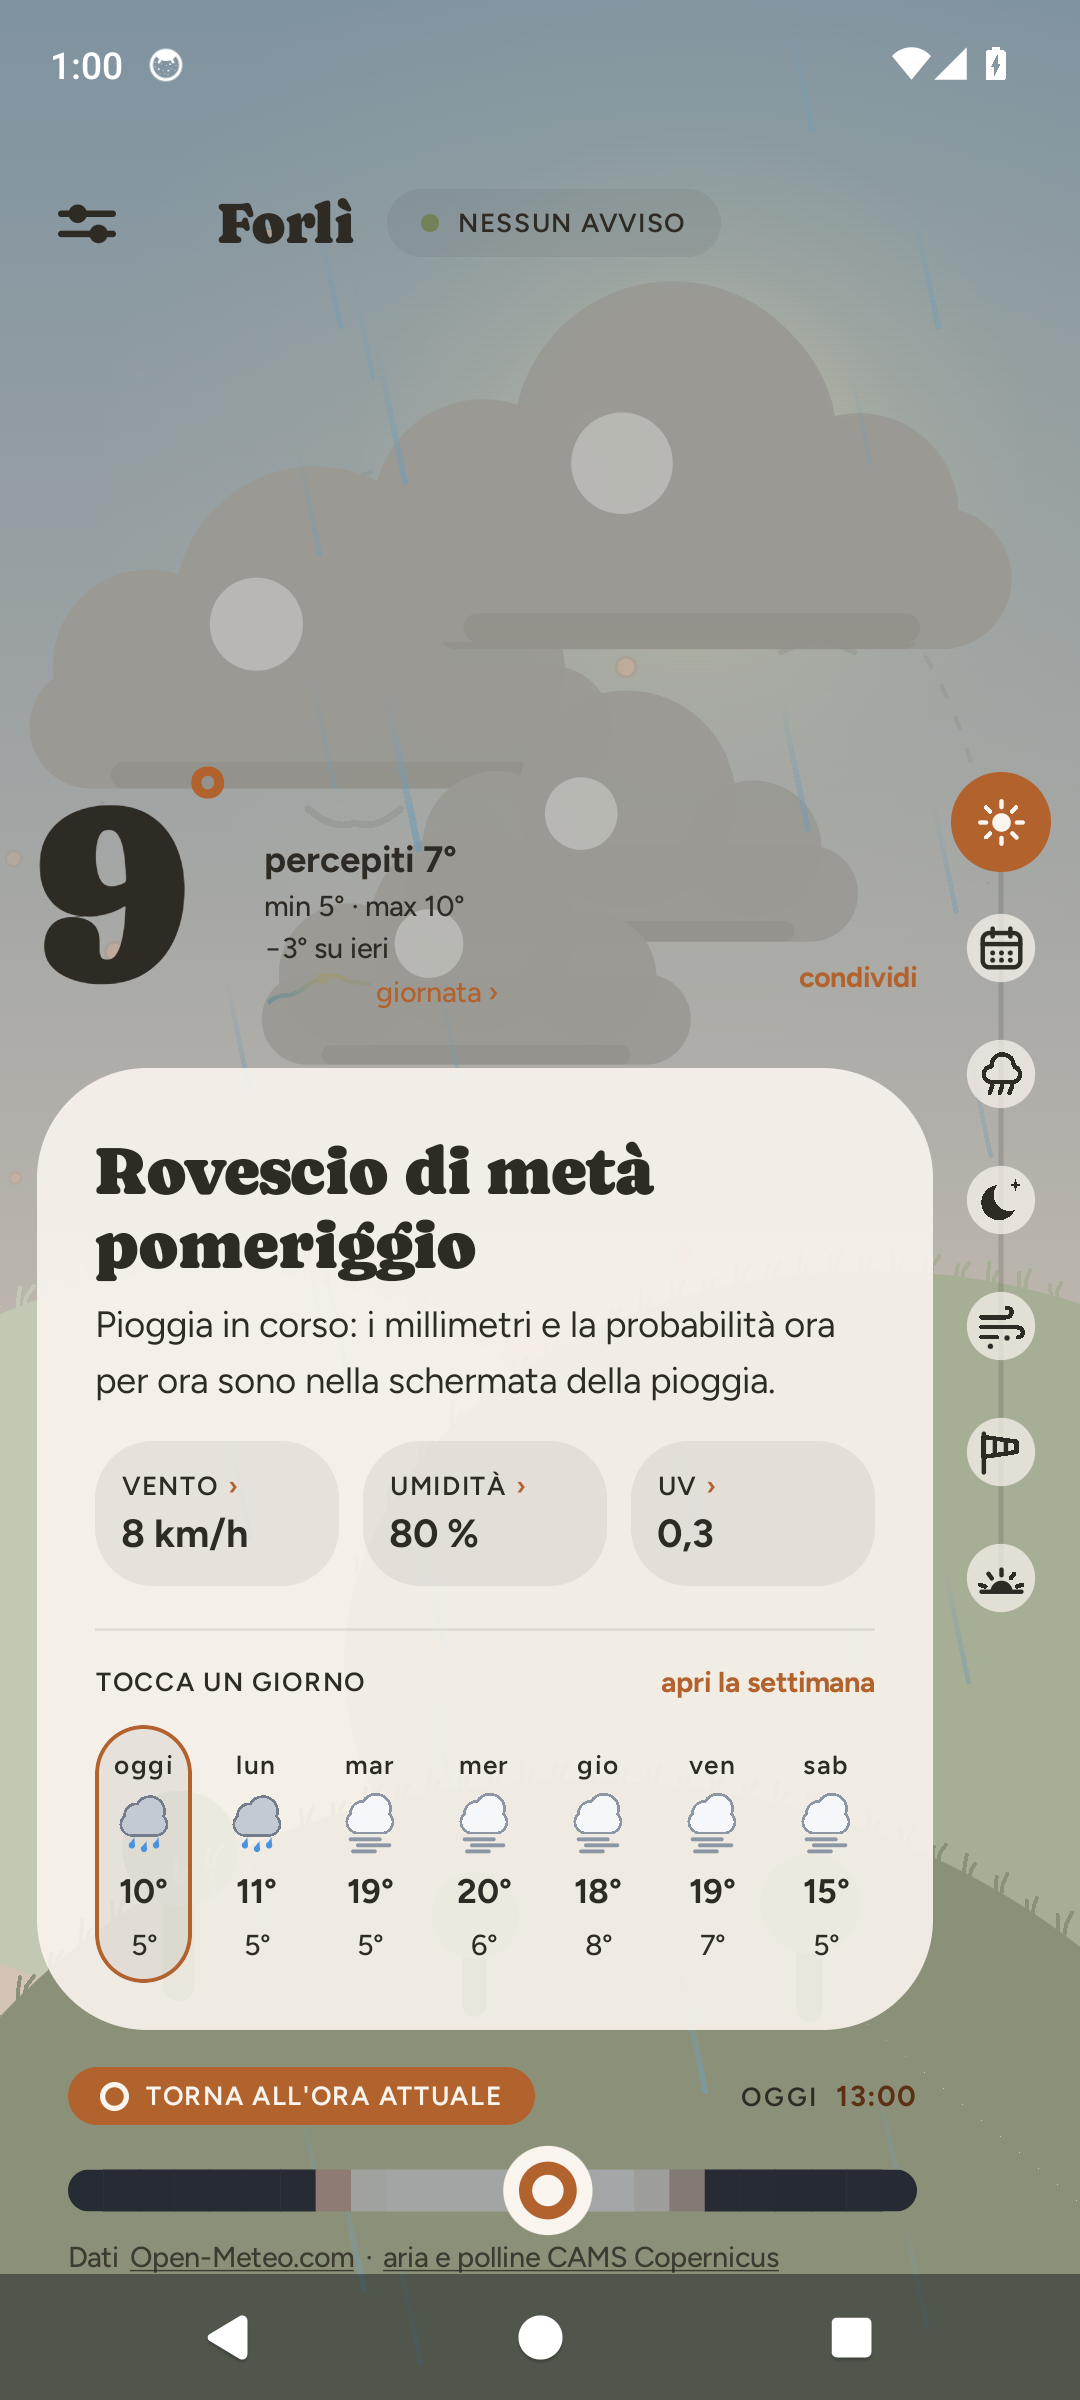 1:00
Forlì
NESSUN AVVISO
9
percepiti 7°
min 5° · max 10°
−3° su ieri
giornata ›
condividi
Rovescio di metà
pomeriggio
Pioggia in corso: i millimetri e la probabilità ora
per ora sono nella schermata della pioggia.
VENTO › UMIDITÀ › UV ›
8 km/h 80 % 0,3
TOCCA UN GIORNO apri la settimana
oggi lun mar mer gio ven sab
10° 11° 19° 20° 18° 19° 15°
5° 5° 5° 6° 8° 7° 5°
TORNA ALL'ORA ATTUALE OGGI 13:00
Dati Open-Meteo.com · aria e polline CAMS Copernicus